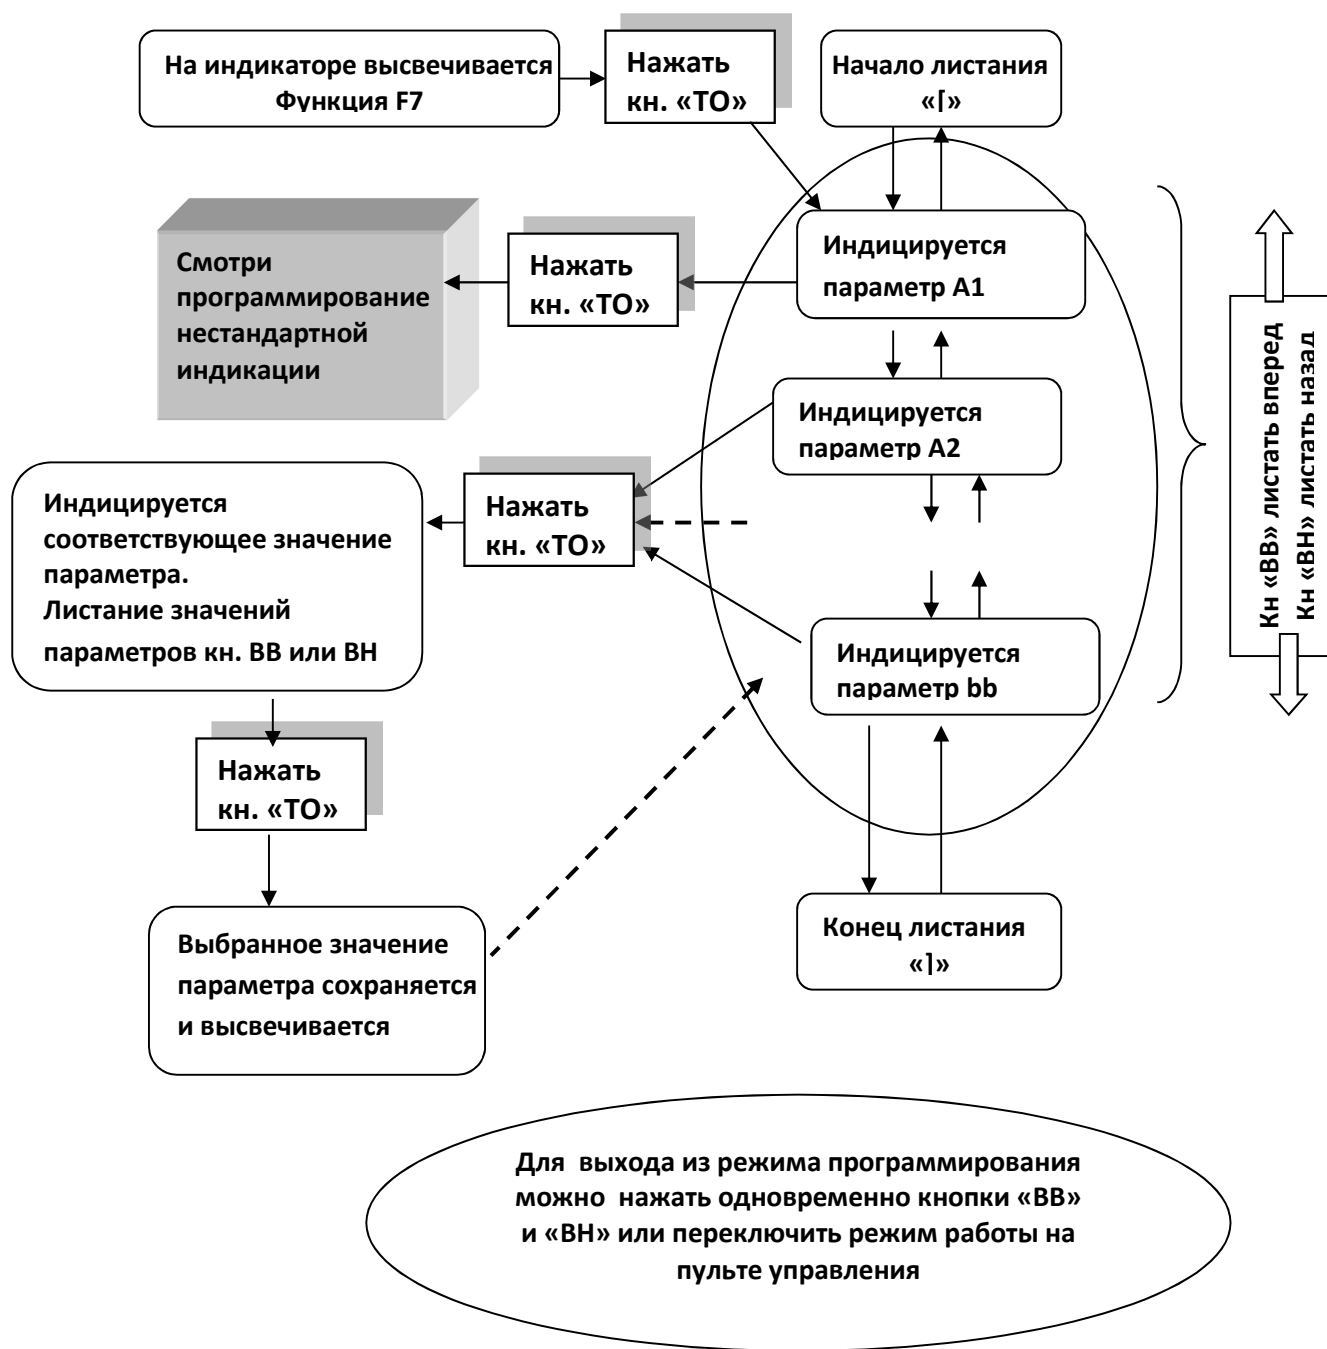 На индикаторе высвечивается
Функция F7
Нажать
кн. «ТО»
Начало листания
«[»
Индицируется
параметр А1
Нажать
кн. «ТО»
Смотри
программирование
нестандартной
индикации
Индицируется
параметр А2
Нажать
кн. «ТО»
Индицируется
соответствующее значение
параметра.
Листание значений
параметров кн. ВВ или ВН
Индицируется
параметр bb
Кн «ВВ» листать вперед
Кн «ВН» листать назад
Нажать
кн. «ТО»
Выбранное значение
параметра сохраняется
и высвечивается
Конец листания
«]»
Для выхода из режима программирования
можно нажать одновременно кнопки «ВВ»
и «ВН» или переключить режим работы на
пульте управления